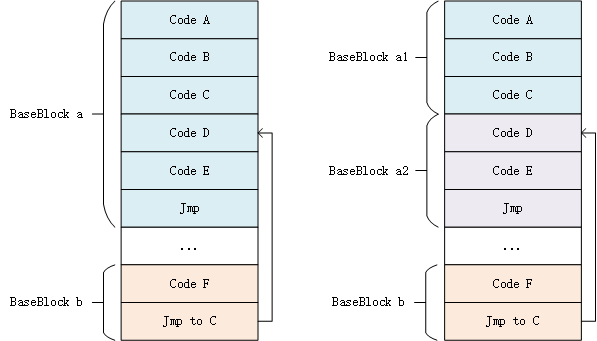 Code A
Code B
Code C
BaseBlock a
Code D
Code E
Jmp
...
Code F
BaseBlock b
Jmp to C
Code A
BaseBlock a1
Code B
Code C
Code D
BaseBlock a2
Code E
Jmp
...
Code F
BaseBlock b
Jmp to C